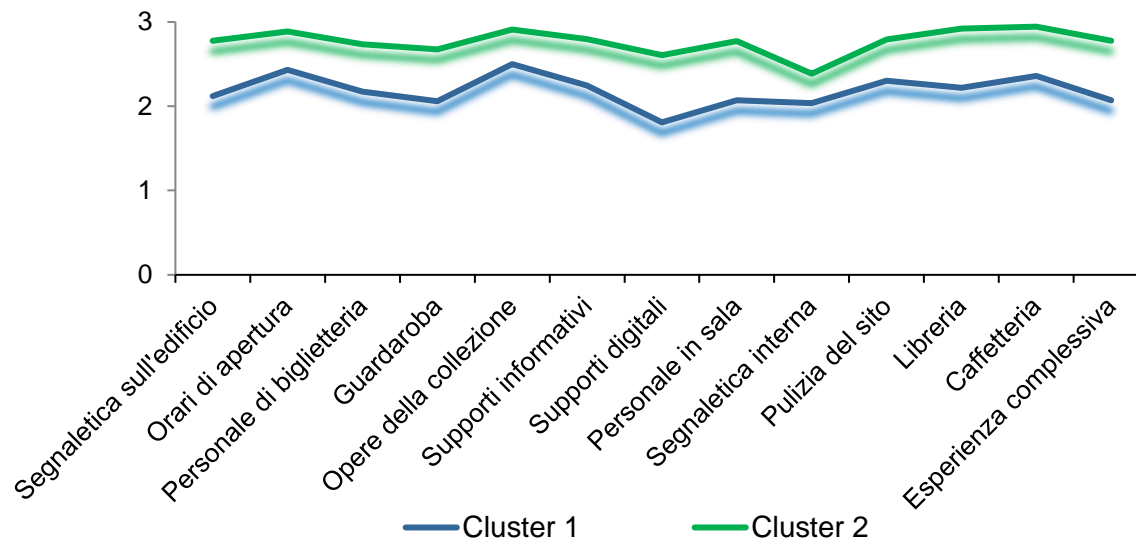 3
2
1
0
Segnaletica sull'edificio
Orari di apertura
Personale di biglietteria
Guardaroba
Opere della collezione
Supporti informativi
Supporti digitali
Personale in sala
Segnaletica interna
Pulizia del sito
Libreria
Caffetteria
Esperienza complessiva
Cluster 1
Cluster 2